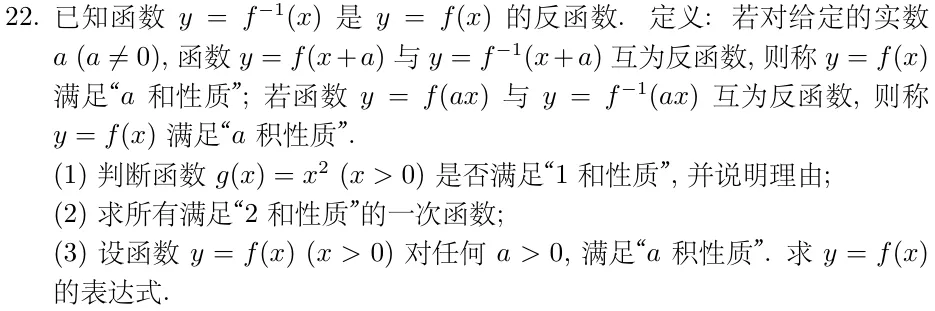 22. 已知函数 y = f⁻¹(x) 是 y = f(x) 的反函数. 定义: 若对给定的实数
a (a ≠ 0), 函数 y = f(x+a) 与 y = f⁻¹(x+a) 互为反函数, 则称 y = f(x)
满足“a 和性质”; 若函数 y = f(ax) 与 y = f⁻¹(ax) 互为反函数, 则称
y = f(x) 满足“a 积性质”.
(1) 判断函数 g(x) = x² (x > 0) 是否满足“1 和性质”, 并说明理由;
(2) 求所有满足“2 和性质”的一次函数;
(3) 设函数 y = f(x) (x > 0) 对任何 a > 0, 满足“a 积性质”. 求 y = f(x)
的表达式.